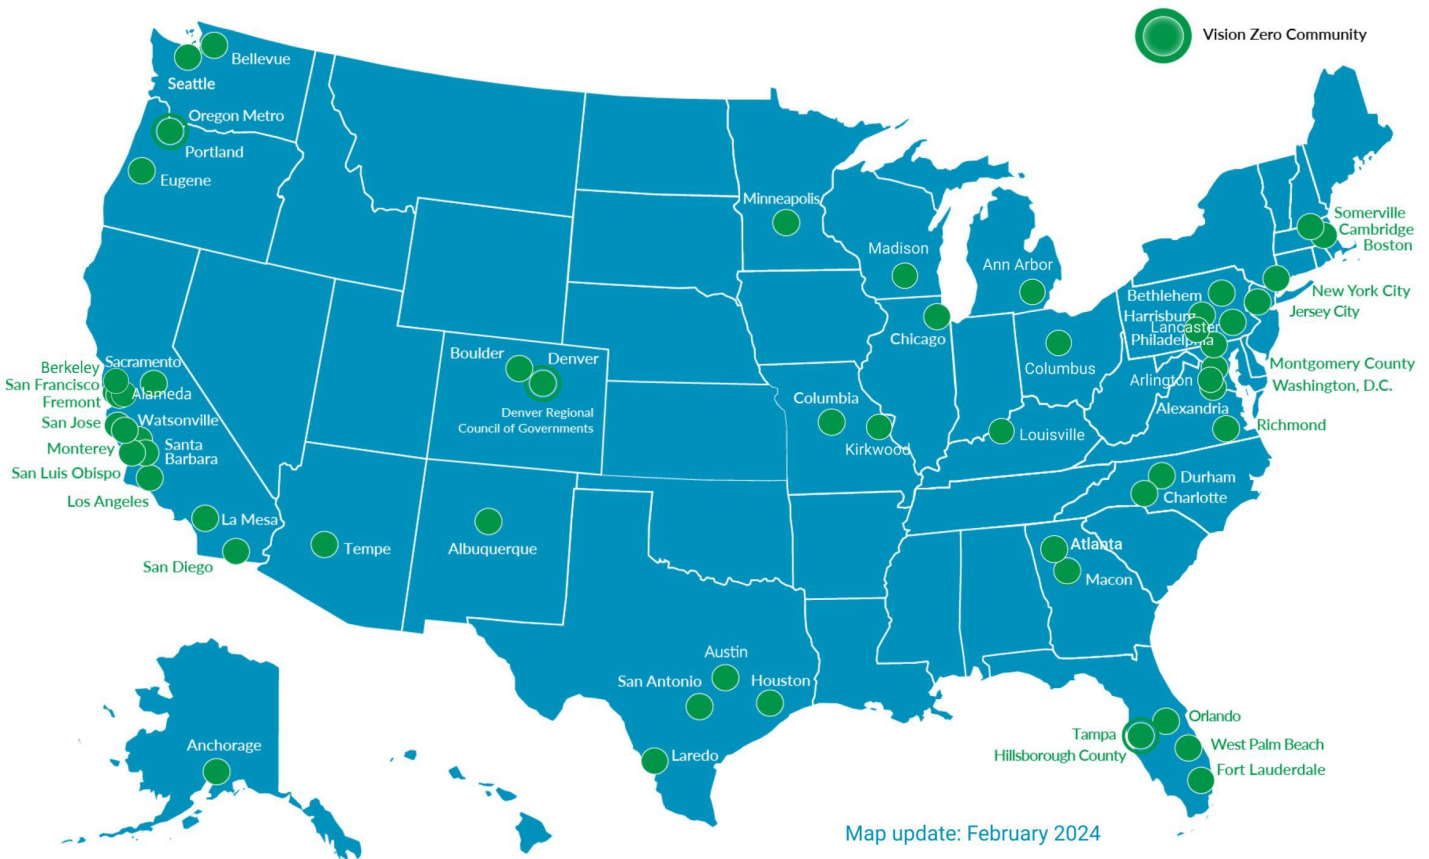 Vision Zero Community
Bellevue
Seattle
Oregon Metro
Portland
Eugene
Minneapolis
Madison
Ann Arbor
Somerville
Cambridge
Boston
New York City
Jersey City
Bethlehem
Harrisburg
Lancaster
Philadelphia
Chicago
Columbus
Boulder
Denver
Denver Regional
Council of Governments
Berkeley
Sacramento
San Francisco
Alameda
Fremont
San Jose
Watsonville
Monterey
Santa
Barbara
San Luis Obispo
Los Angeles
La Mesa
San Diego
Tempe
Albuquerque
Columbia
Kirkwood
Louisville
Montgomery County
Arlington
Washington, D.C.
Alexandria
Richmond
Durham
Charlotte
Atlanta
Macon
Austin
San Antonio
Houston
Laredo
Anchorage
Orlando
Tampa
Hillsborough County
West Palm Beach
Fort Lauderdale
Map update: February 2024